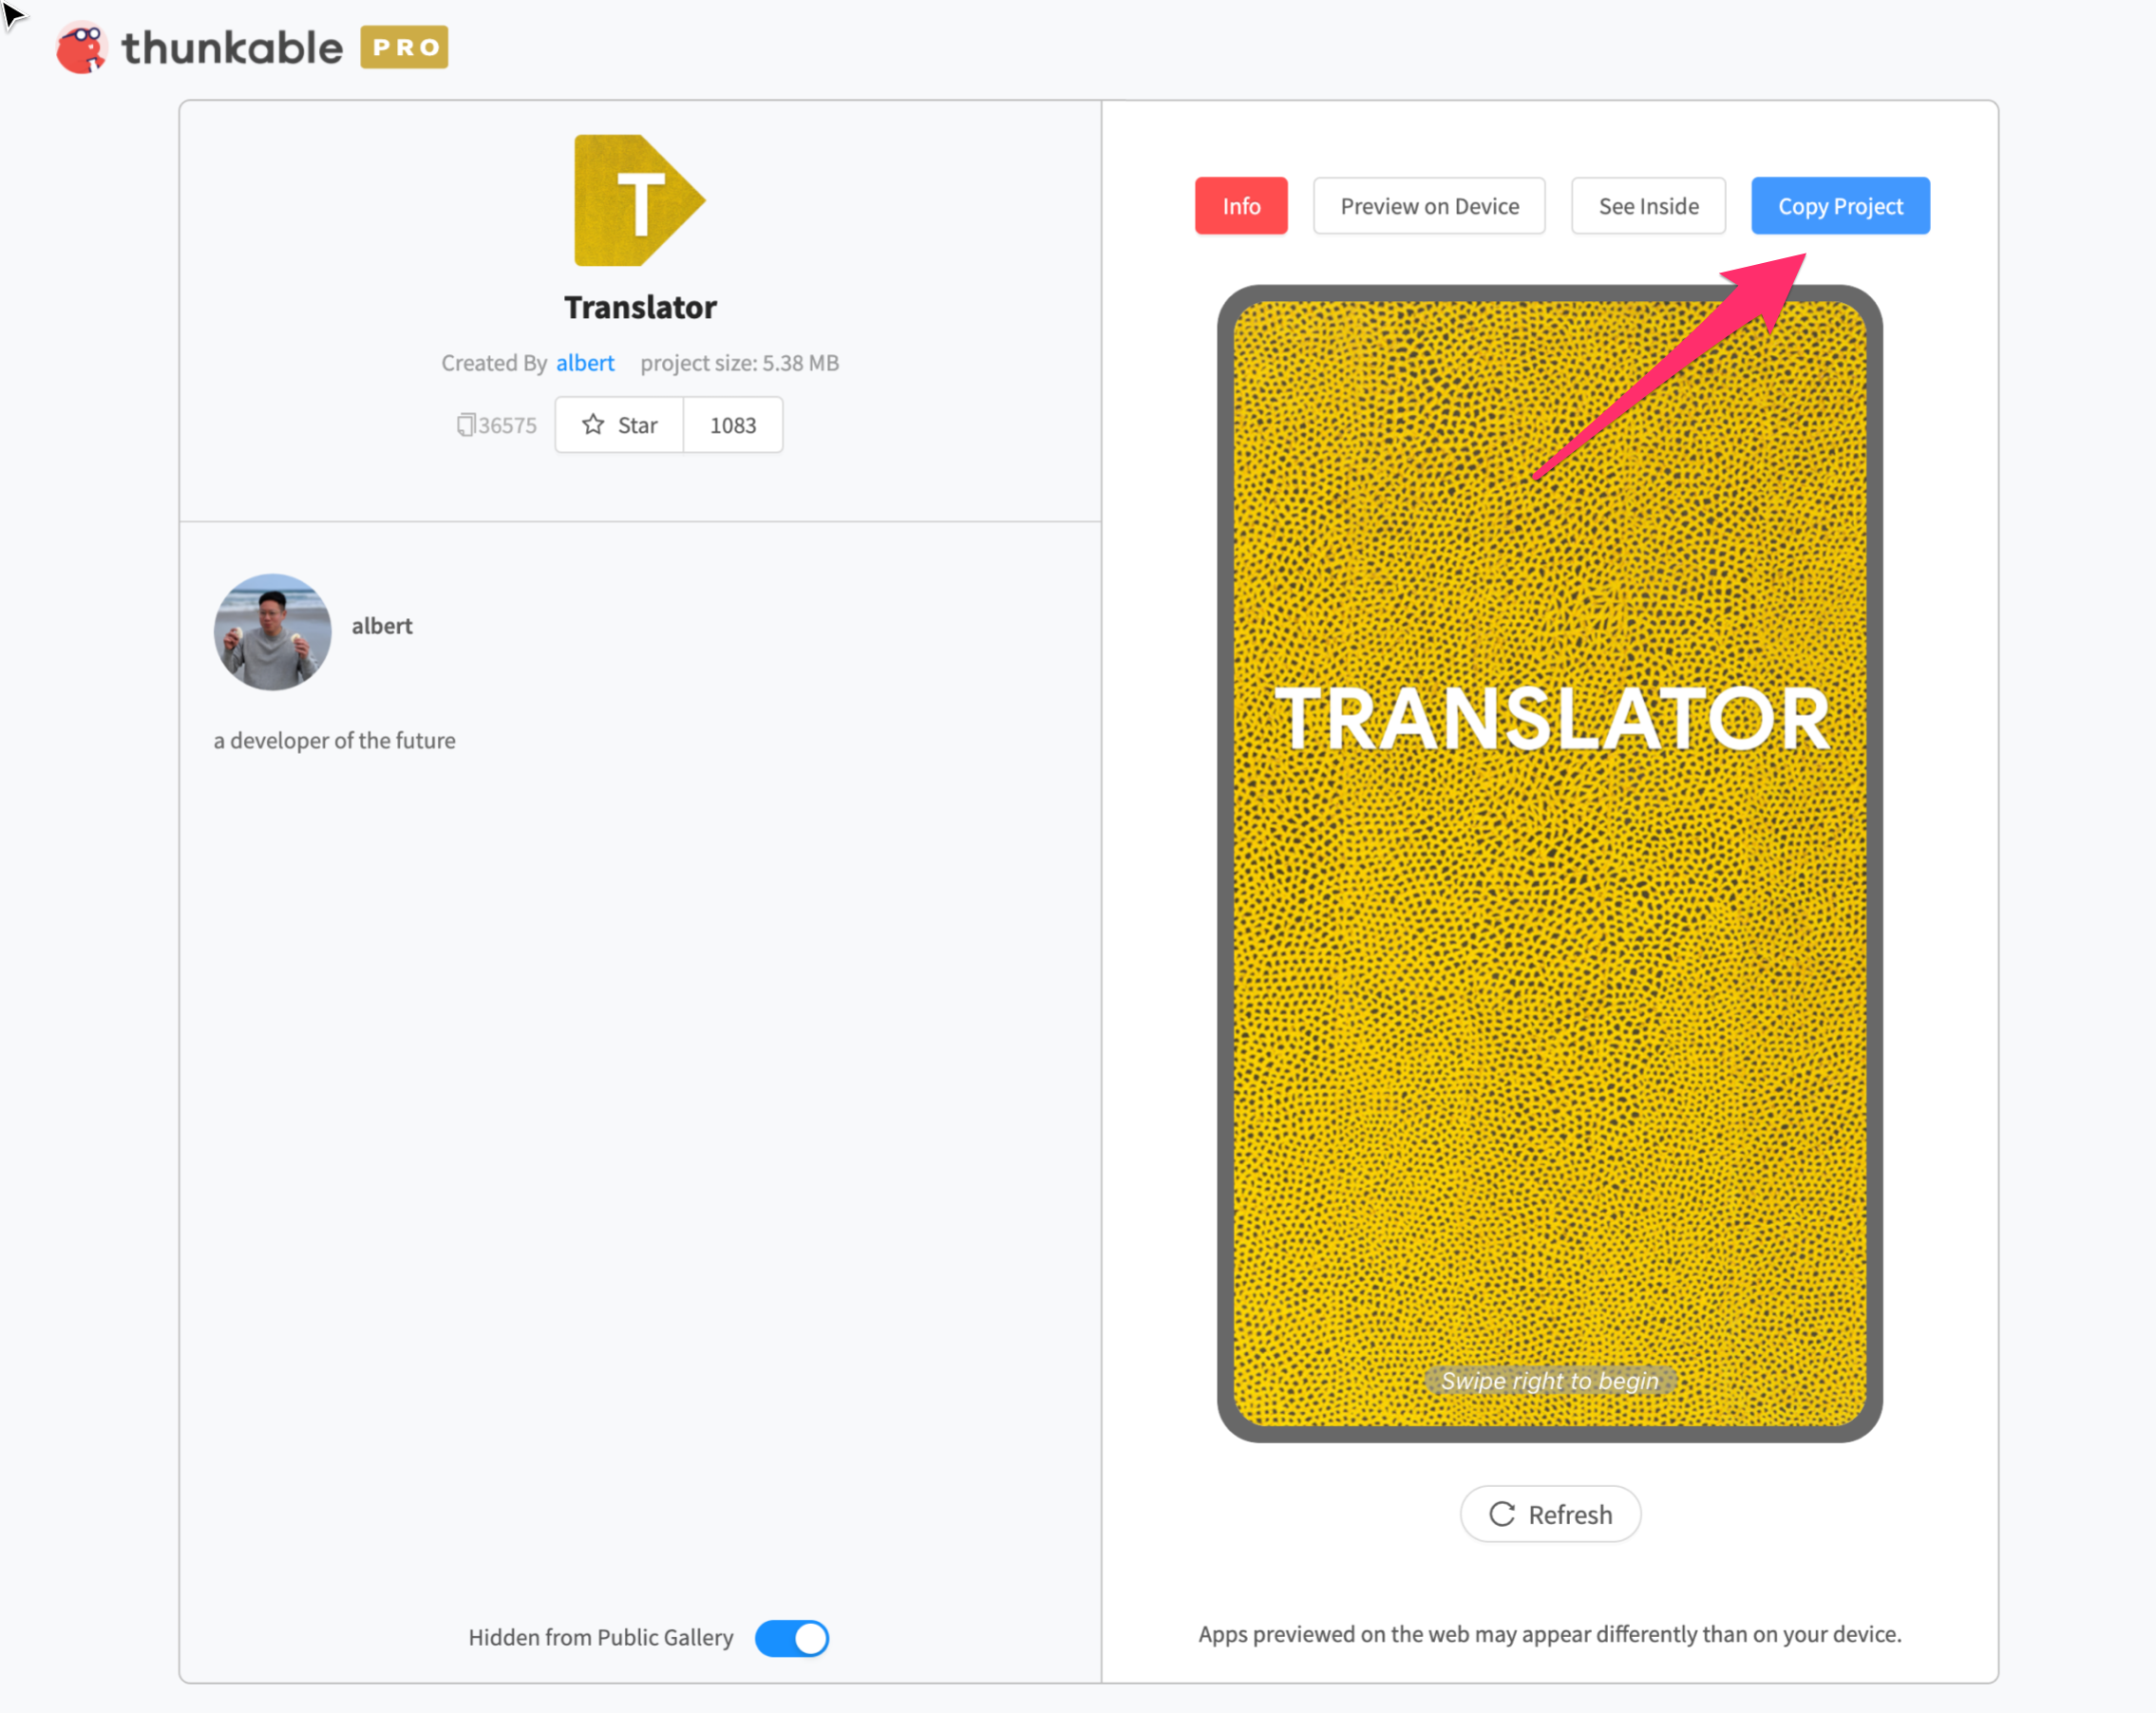 thunkable PRO
T
Translator
Created By albert project size: 5.38 MB
36575 Star 1083
albert
a developer of the future
Hidden from Public Gallery
Info Preview on Device See Inside Copy Project
TRANSLATOR
Swipe right to begin
Refresh
Apps previewed on the web may appear differently than on your device.